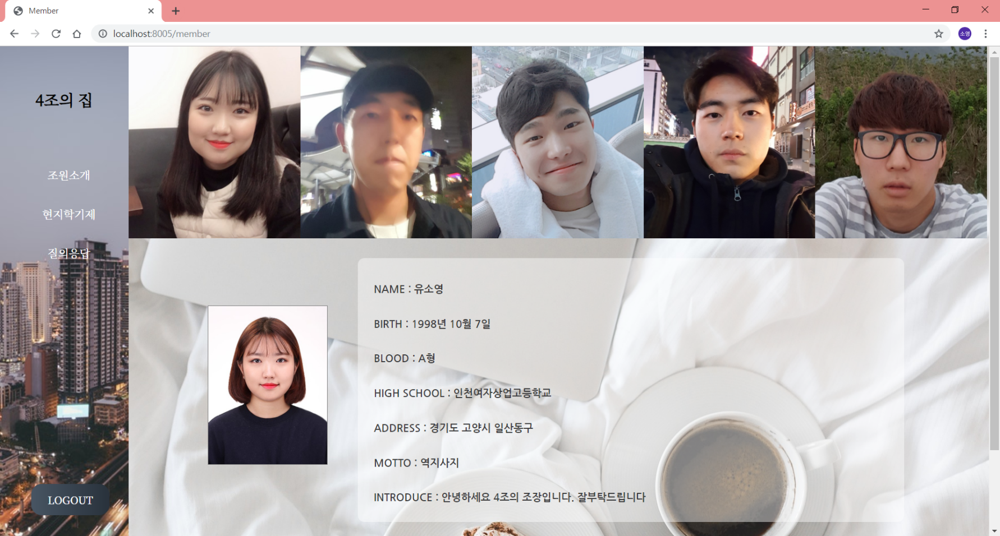 Member
localhost:8005/member
소영
4조의 집
조원소개
현지학기제
질의응답
LOGOUT
NAME : 유소영
BIRTH : 1998년 10월 7일
BLOOD : A형
HIGH SCHOOL : 인천여자상업고등학교
ADDRESS : 경기도 고양시 일산동구
MOTTO : 역지사지
INTRODUCE : 안녕하세요 4조의 조장입니다. 잘부탁드립니다